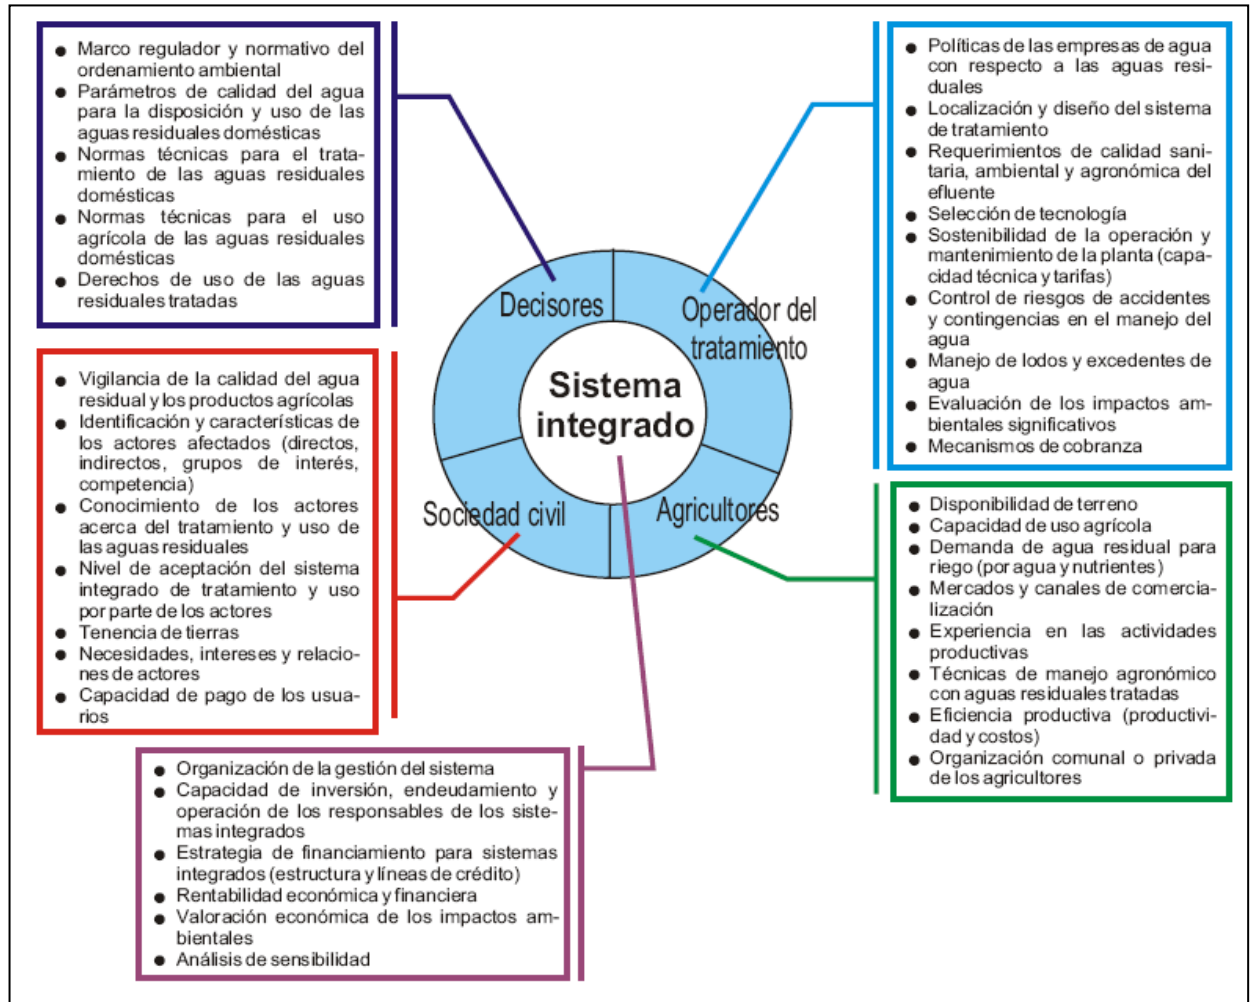 ● Marco regulador y normativo del
ordenamiento ambiental
● Parámetros de calidad del agua
para la disposición y uso de las
aguas residuales domésticas
● Normas técnicas para el trata-
miento de las aguas residuales
domésticas
● Normas técnicas para el uso
agrícola de las aguas residuales
domésticas
● Derechos de uso de las aguas
residuales tratadas
● Políticas de las empresas de agua
con respecto a las aguas resi-
duales
● Localización y diseño del sistema
de tratamiento
● Requerimientos de calidad sani-
taria, ambiental y agronómica del
efluente
● Selección de tecnología
● Sostenibilidad de la operación y
mantenimiento de la planta (capa-
cidad técnica y tarifas)
● Control de riesgos de accidentes
y contingencias en el manejo del
agua
● Manejo de lodos y excedentes de
agua
● Evaluación de los impactos am-
bientales significativos
● Mecanismos de cobranza
Decisores
Operador del
tratamiento
Sistema
integrado
Sociedad civil
Agricultores
● Vigilancia de la calidad del agua
residual y los productos agrícolas
● Identificación y características de
los actores afectados (directos,
indirectos, grupos de interés,
competencia)
● Conocimiento de los actores
acerca del tratamiento y uso de
las aguas residuales
● Nivel de aceptación del sistema
integrado de tratamiento y uso
por parte de los actores
● Tenencia de tierras
● Necesidades, intereses y relacio-
nes de actores
● Capacidad de pago de los usua-
rios
● Disponibilidad de terreno
● Capacidad de uso agrícola
● Demanda de agua residual para
riego (por agua y nutrientes)
● Mercados y canales de comercia-
lización
● Experiencia en las actividades
productivas
● Técnicas de manejo agronómico
con aguas residuales tratadas
● Eficiencia productiva (productivi-
dad y costos)
● Organización comunal o privada
de los agricultores
● Organización de la gestión del sistema
● Capacidad de inversión, endeudamiento y
operación de los responsables de los siste-
mas integrados
● Estrategia de financiamiento para sistemas
integrados (estructura y líneas de crédito)
● Rentabilidad económica y financiera
● Valoración económica de los impactos am-
bientales
● Análisis de sensibilidad